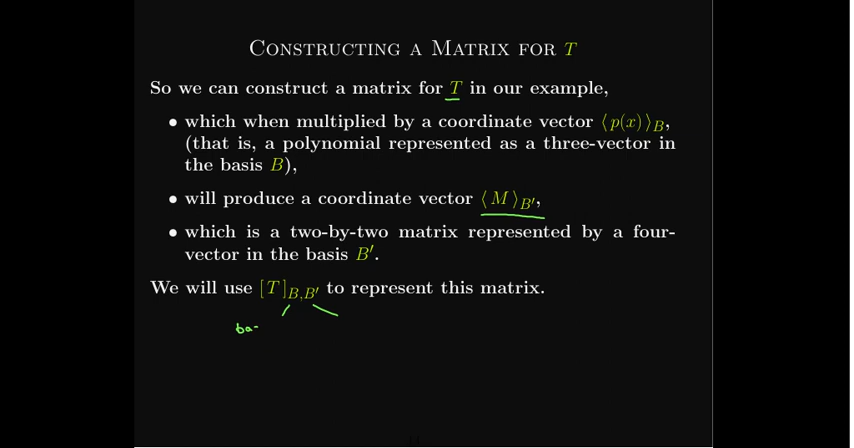 CONSTRUCTING A MATRIX FOR T
So we can construct a matrix for T in our example,
• which when multiplied by a coordinate vector ⟨p(x)⟩_B,
(that is, a polynomial represented as a three-vector in
the basis B),
• will produce a coordinate vector ⟨M⟩_B′,
• which is a two-by-two matrix represented by a four-
vector in the basis B′.
We will use [T]_B,B′ to represent this matrix.
ba